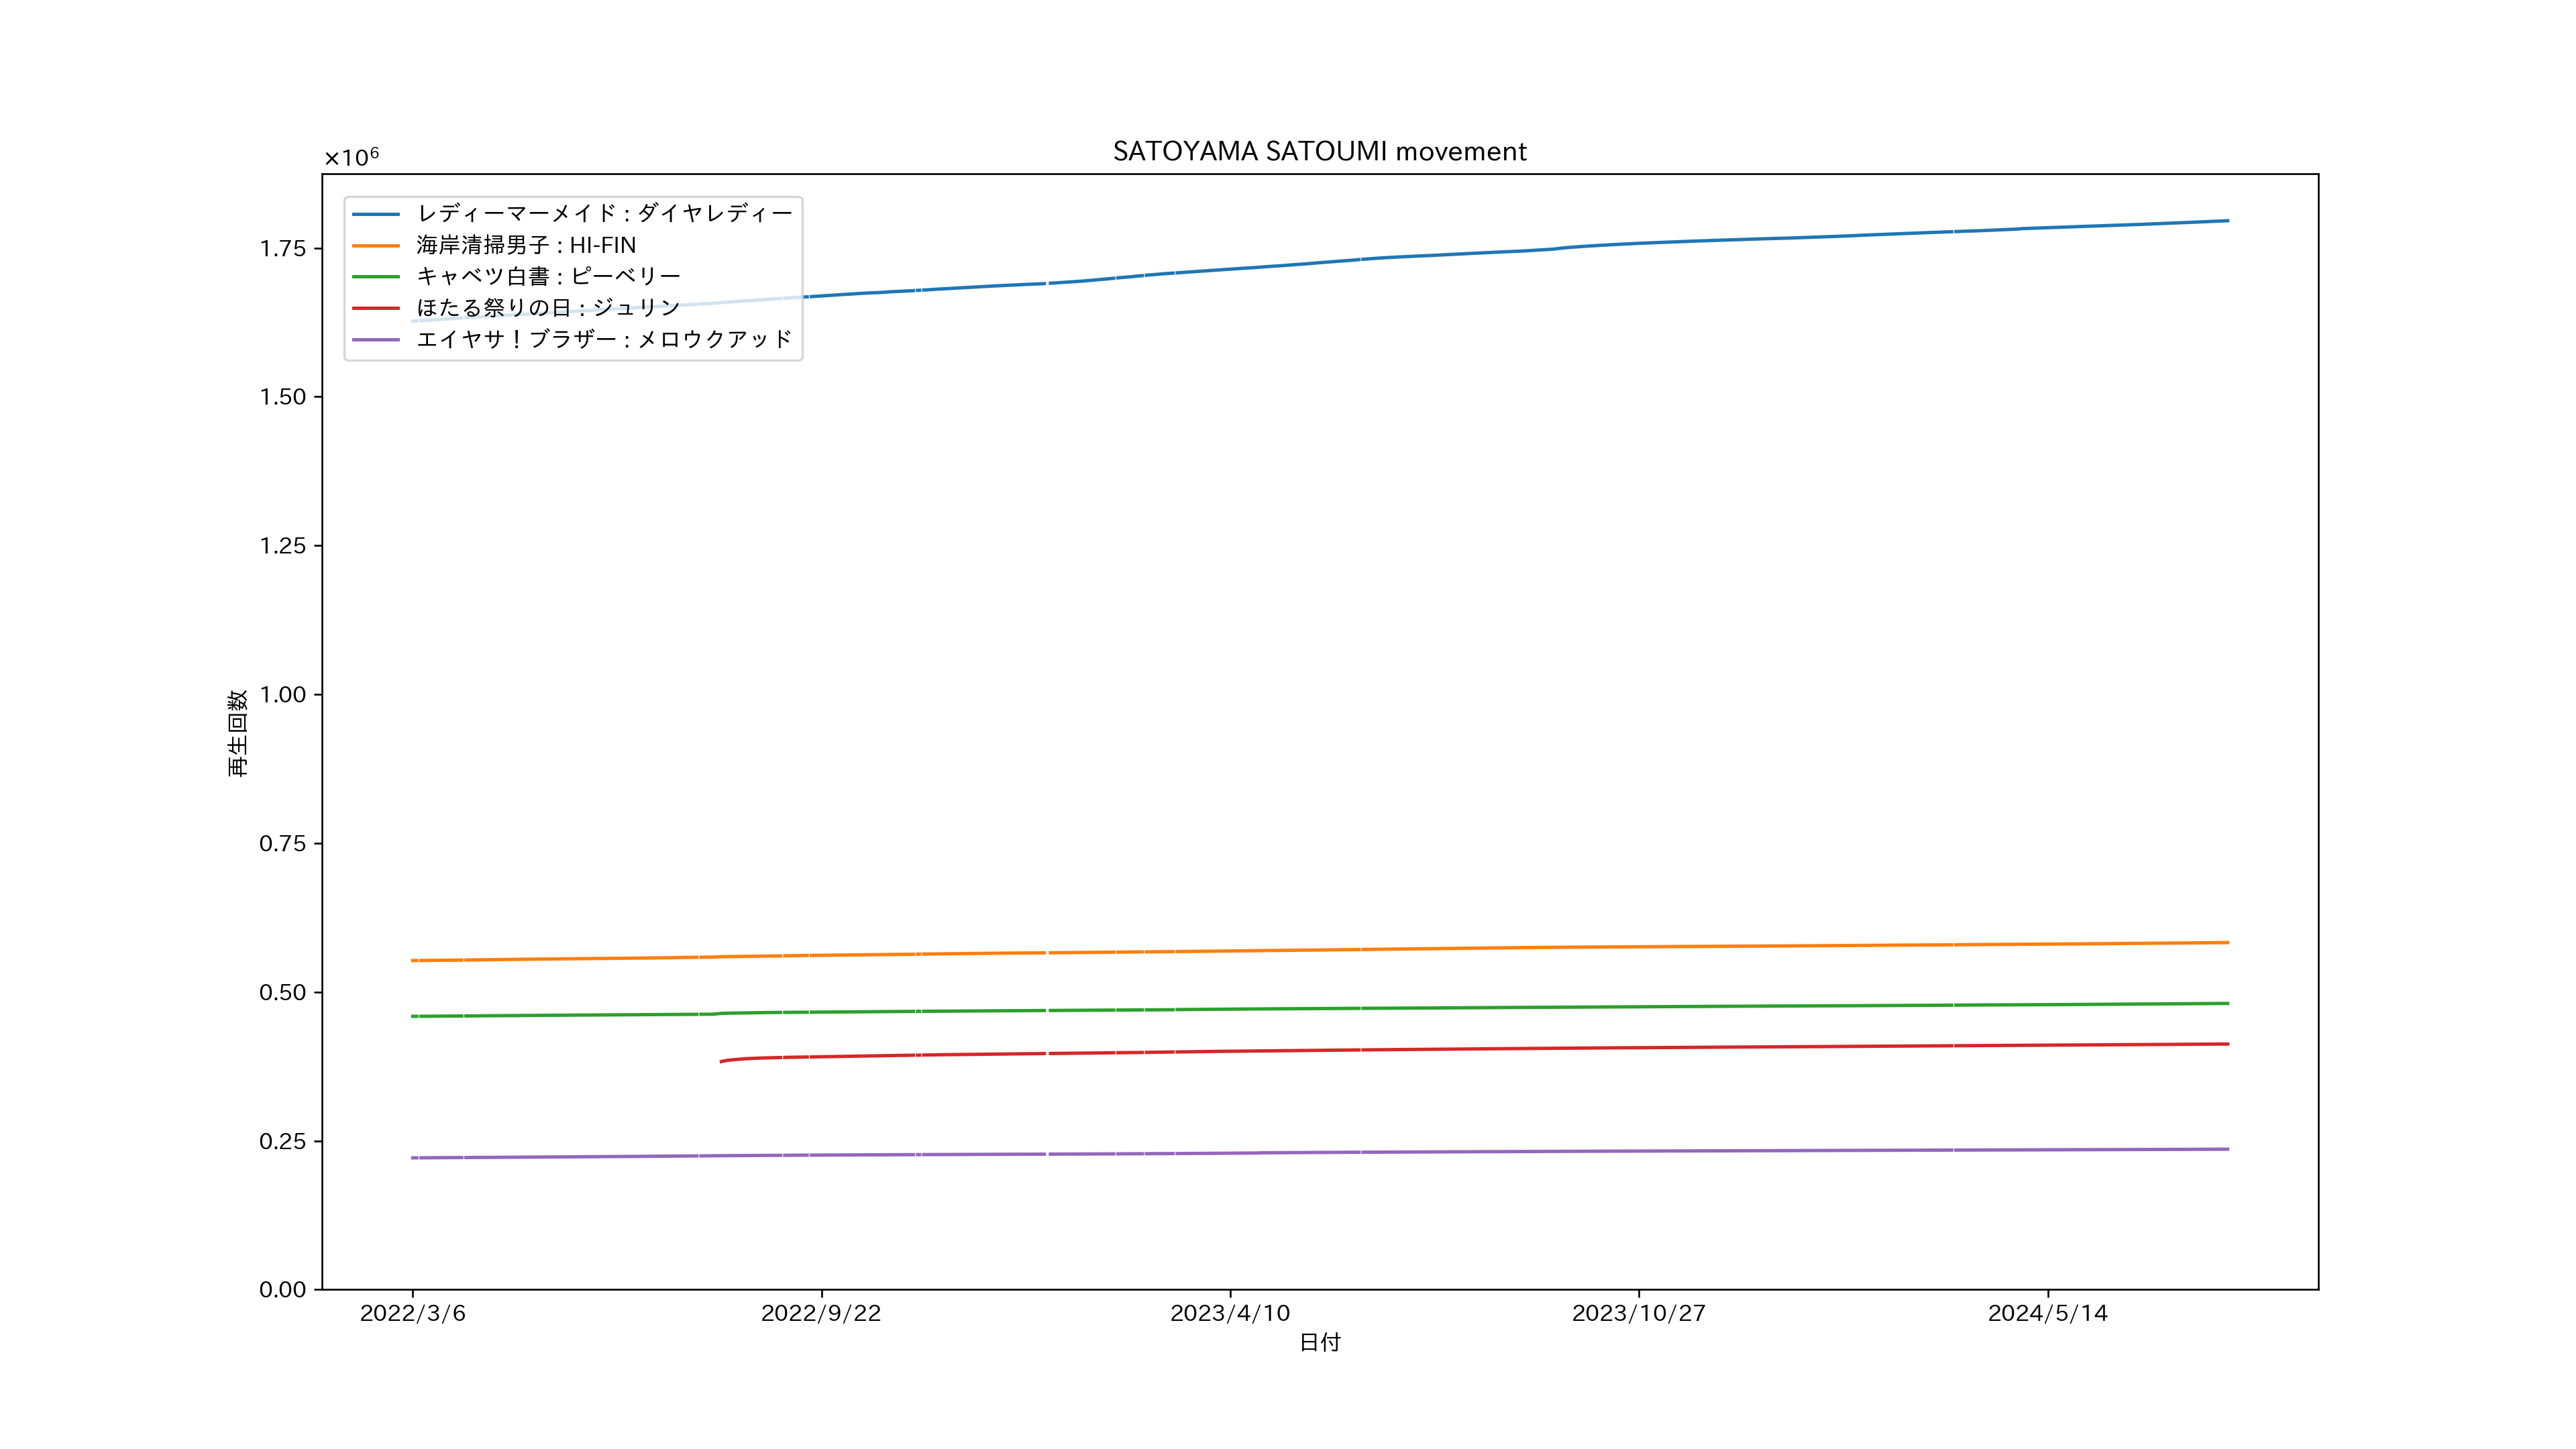 SATOYAMA SATOUMI movement
×10⁶
レディーマーメイド : ダイヤレディー
海岸清掃男子 : HI-FIN
キャベツ白書 : ピーベリー
ほたる祭りの日 : ジュリン
エイヤサ！ブラザー : メロウクアッド
1.75
1.50
1.25
1.00
0.75
0.50
0.25
0.00
再生回数
2022/3/6
2022/9/22
2023/4/10
2023/10/27
2024/5/14
日付